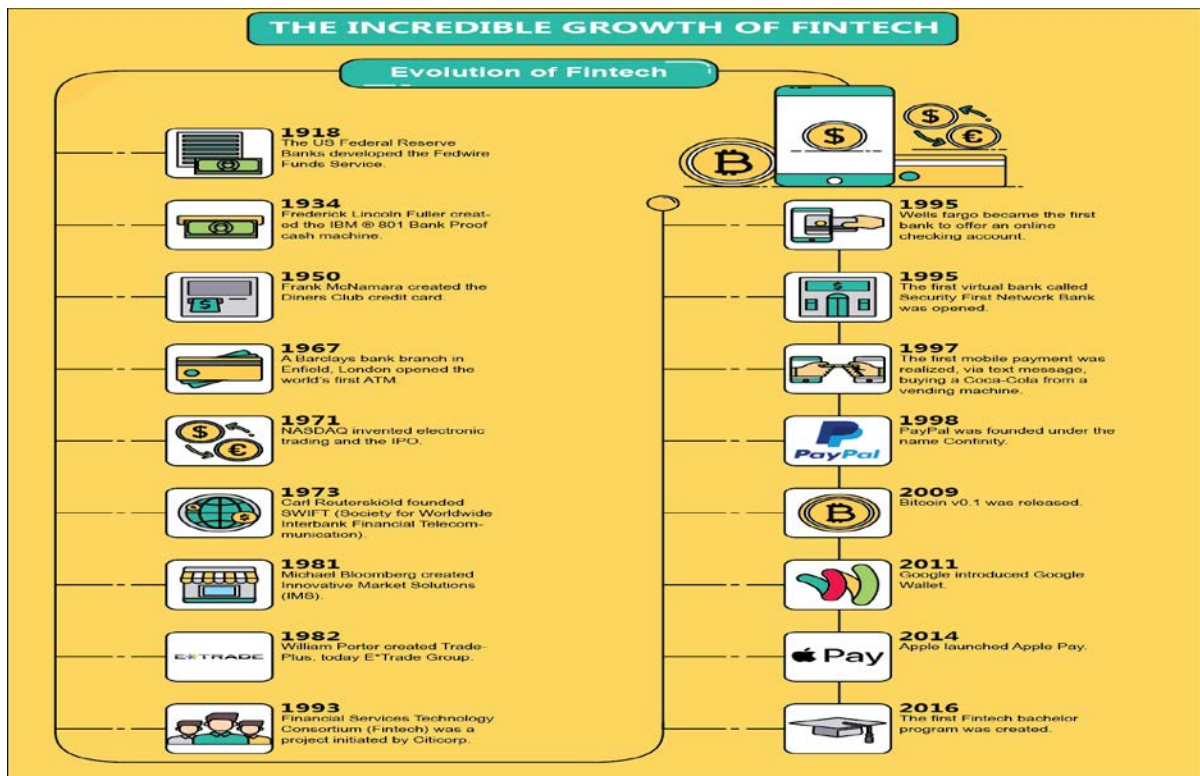 THE INCREDIBLE GROWTH OF FINTECH
Evolution of Fintech
1918
The US Federal Reserve
Banks developed the Fedwire
Funds Service.
1934
Frederick Lincoln Fuller creat-
ed the IBM ® 801 Bank Proof
cash machine.
1950
Frank McNamara created the
Diners Club credit card.
1967
A Barclays bank branch in
Enfield, London opened the
world's first ATM.
1971
NASDAQ invented electronic
trading and the IPO.
1973
Carl Reuterskiöld founded
SWIFT (Society for Worldwide
Interbank Financial Telecom-
munication).
1981
Michael Bloomberg created
Innovative Market Solutions
(IMS).
E*TRADE
1982
William Porter created Trade-
Plus, today E*Trade Group.
1993
Financial Services Technology
Consortium (Fintech) was a
project initiated by Citicorp.
1995
Wells fargo became the first
bank to offer an online
checking account.
1995
The first virtual bank called
Security First Network Bank
was opened.
1997
The first mobile payment was
realized, via text message,
buying a Coca-Cola from a
vending machine.
PayPal
1998
PayPal was founded under the
name Confinity.
2009
Bitcoin v0.1 was released.
2011
Google introduced Google
Wallet.
Pay
2014
Apple launched Apple Pay.
2016
The first Fintech bachelor
program was created.